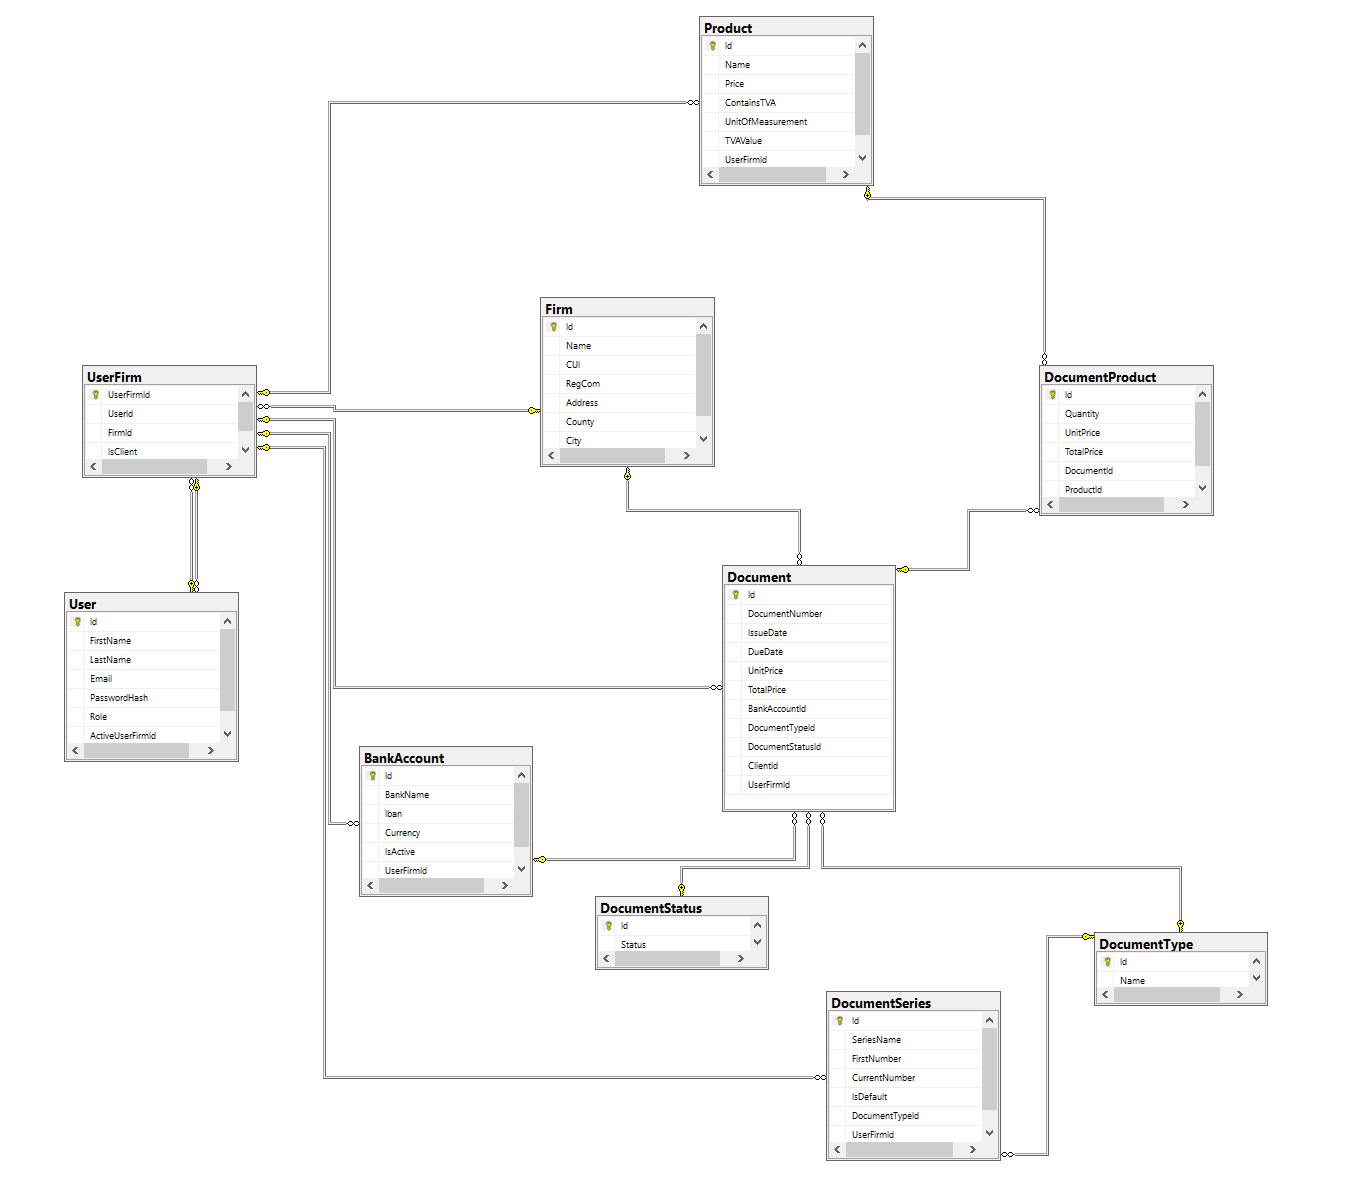 Product
Id
Name
Price
ContainsTVA
UnitOfMeasurement
TVAValue
UserFirmId
Firm
Id
Name
CUI
RegCom
Address
County
City
UserFirm
UserFirmId
UserId
FirmId
IsClient
DocumentProduct
Id
Quantity
UnitPrice
TotalPrice
DocumentId
ProductId
Document
Id
DocumentNumber
IssueDate
DueDate
UnitPrice
TotalPrice
BankAccountId
DocumentTypeId
DocumentStatusId
ClientId
UserFirmId
User
Id
FirstName
LastName
Email
PasswordHash
Role
ActiveUserFirmId
BankAccount
Id
BankName
Iban
Currency
IsActive
UserFirmId
DocumentStatus
Id
Status
DocumentType
Id
Name
DocumentSeries
Id
SeriesName
FirstNumber
CurrentNumber
IsDefault
DocumentTypeId
UserFirmId